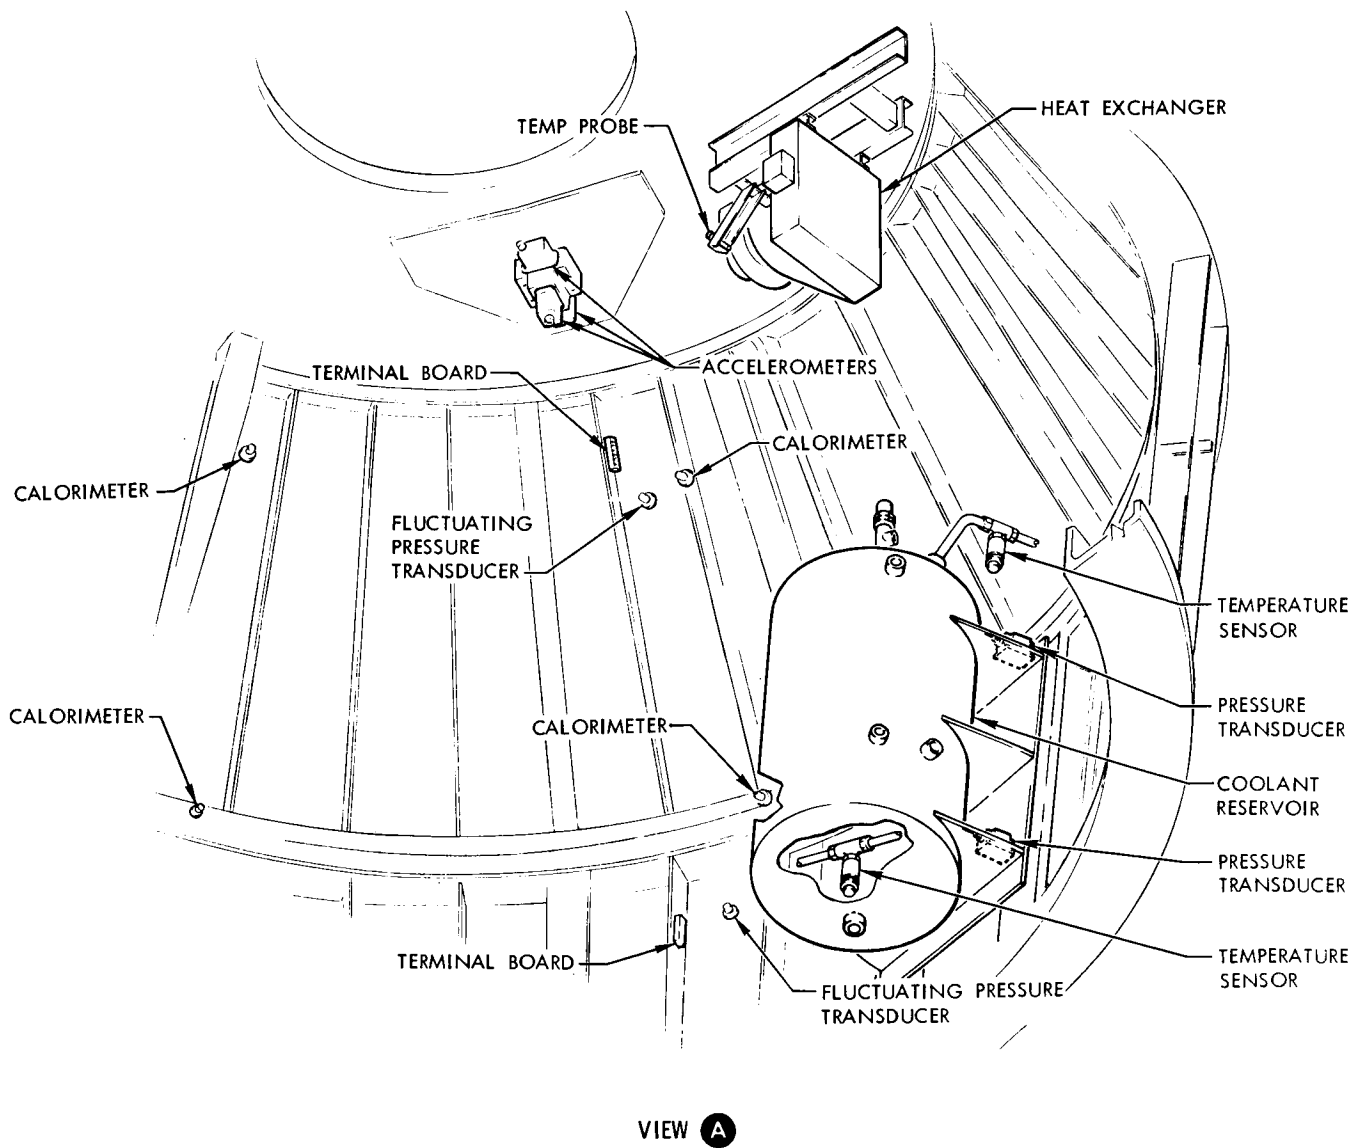 HEAT EXCHANGER
TEMP PROBE
ACCELEROMETERS
TERMINAL BOARD
CALORIMETER
CALORIMETER
FLUCTUATING
PRESSURE
TRANSDUCER
TEMPERATURE
SENSOR
PRESSURE
TRANSDUCER
CALORIMETER
CALORIMETER
COOLANT
RESERVOIR
PRESSURE
TRANSDUCER
TERMINAL BOARD
TEMPERATURE
SENSOR
FLUCTUATING PRESSURE
TRANSDUCER
VIEW A